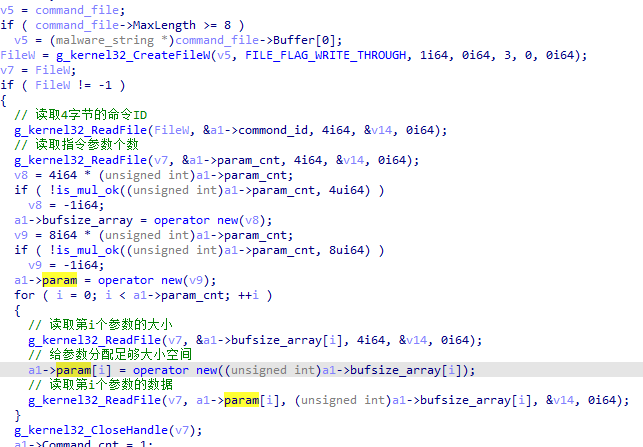 v5 = command_file;
if ( command_file->MaxLength >= 8 )
v5 = (malware_string *)command_file->Buffer[0];
FileW = g_kernel32_CreateFileW(v5, FILE_FLAG_WRITE_THROUGH, 1i64, 0i64, 3, 0, 0i64);
v7 = FileW;
if ( FileW != -1 )
{
// 读取4字节的命令ID
g_kernel32_ReadFile(FileW, &a1->commond_id, 4i64, &v14, 0i64);
// 读取指令参数个数
g_kernel32_ReadFile(v7, &a1->param_cnt, 4i64, &v14, 0i64);
v8 = 4i64 * (unsigned int)a1->param_cnt;
if ( !is_mul_ok((unsigned int)a1->param_cnt, 4ui64) )
v8 = -1i64;
a1->bufsize_array = operator new(v8);
v9 = 8i64 * (unsigned int)a1->param_cnt;
if ( !is_mul_ok((unsigned int)a1->param_cnt, 8ui64) )
v9 = -1i64;
a1->param = operator new(v9);
for ( i = 0; i < a1->param_cnt; ++i )
{
// 读取第i个参数的大小
g_kernel32_ReadFile(v7, &a1->bufsize_array[i], 4i64, &v14, 0i64);
// 给参数分配足够大小空间
a1->param[i] = operator new((unsigned int)a1->bufsize_array[i]);
// 读取第i个参数的数据
g_kernel32_ReadFile(v7, a1->param[i], (unsigned int)a1->bufsize_array[i], &v14, 0i64);
}
g_kernel32_CloseHandle(v7);
a1->Command_cnt = 1;